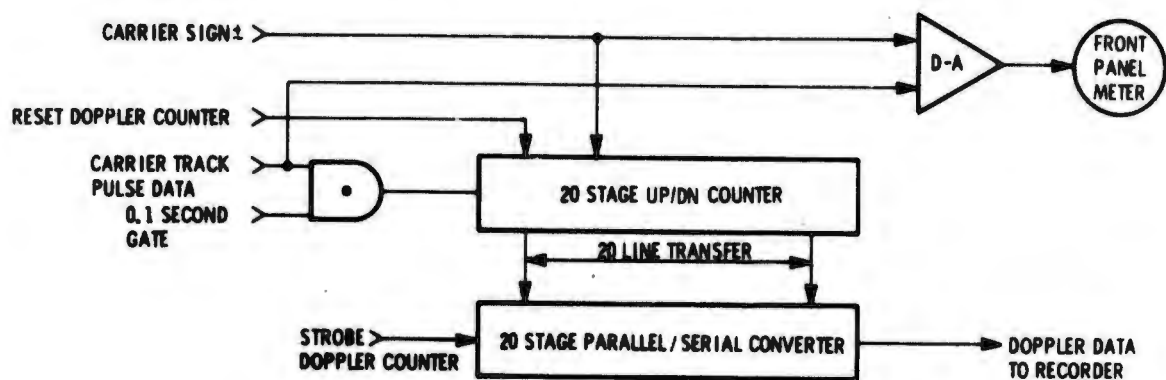 CARRIER SIGN±
D-A
FRONT
PANEL
METER
RESET DOPPLER COUNTER
CARRIER TRACK
PULSE DATA
0.1 SECOND
GATE
20 STAGE UP/DN COUNTER
20 LINE TRANSFER
STROBE
DOPPLER COUNTER
20 STAGE PARALLEL/SERIAL CONVERTER
DOPPLER DATA
TO RECORDER